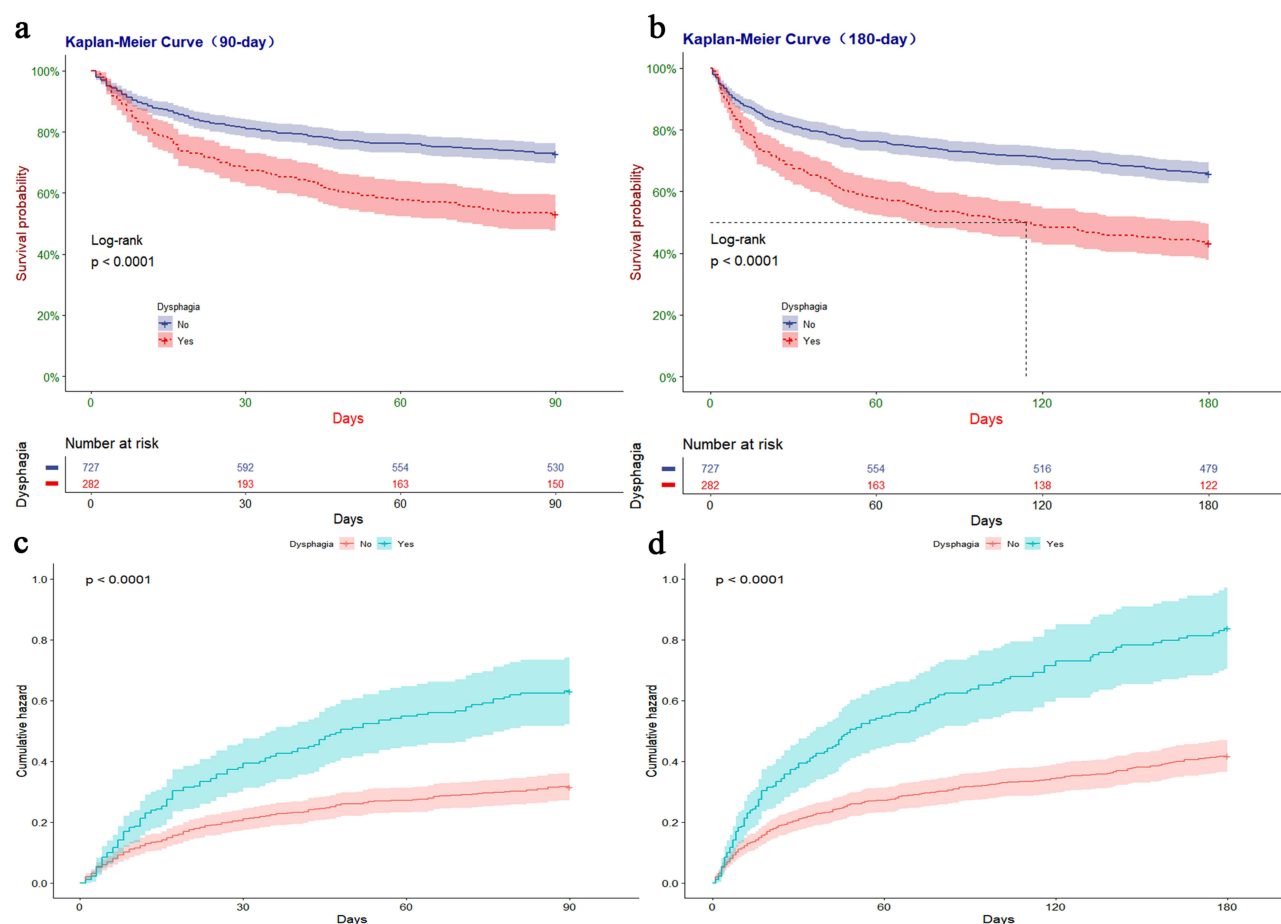 a
Kaplan-Meier Curve（90-day）
100%
80%
60%
40%
20%
0%
Survival probability
Log-rank
p < 0.0001
Dysphagia
No
Yes
0 30 60 90
Days
Number at risk
Dysphagia
727 592 554 530
282 193 163 150
0 30 60 90
Days
b
Kaplan-Meier Curve（180-day）
100%
80%
60%
40%
20%
0%
Survival probability
Log-rank
p < 0.0001
Dysphagia
No
Yes
0 60 120 180
Days
Number at risk
Dysphagia
727 554 516 479
282 163 138 122
0 60 120 180
Days
c
Dysphagia No Yes
1.0
0.8
0.6
0.4
0.2
0.0
Cumulative hazard
p < 0.0001
0 30 60 90
Days
d
Dysphagia No Yes
1.0
0.8
0.6
0.4
0.2
0.0
Cumulative hazard
p < 0.0001
0 60 120 180
Days